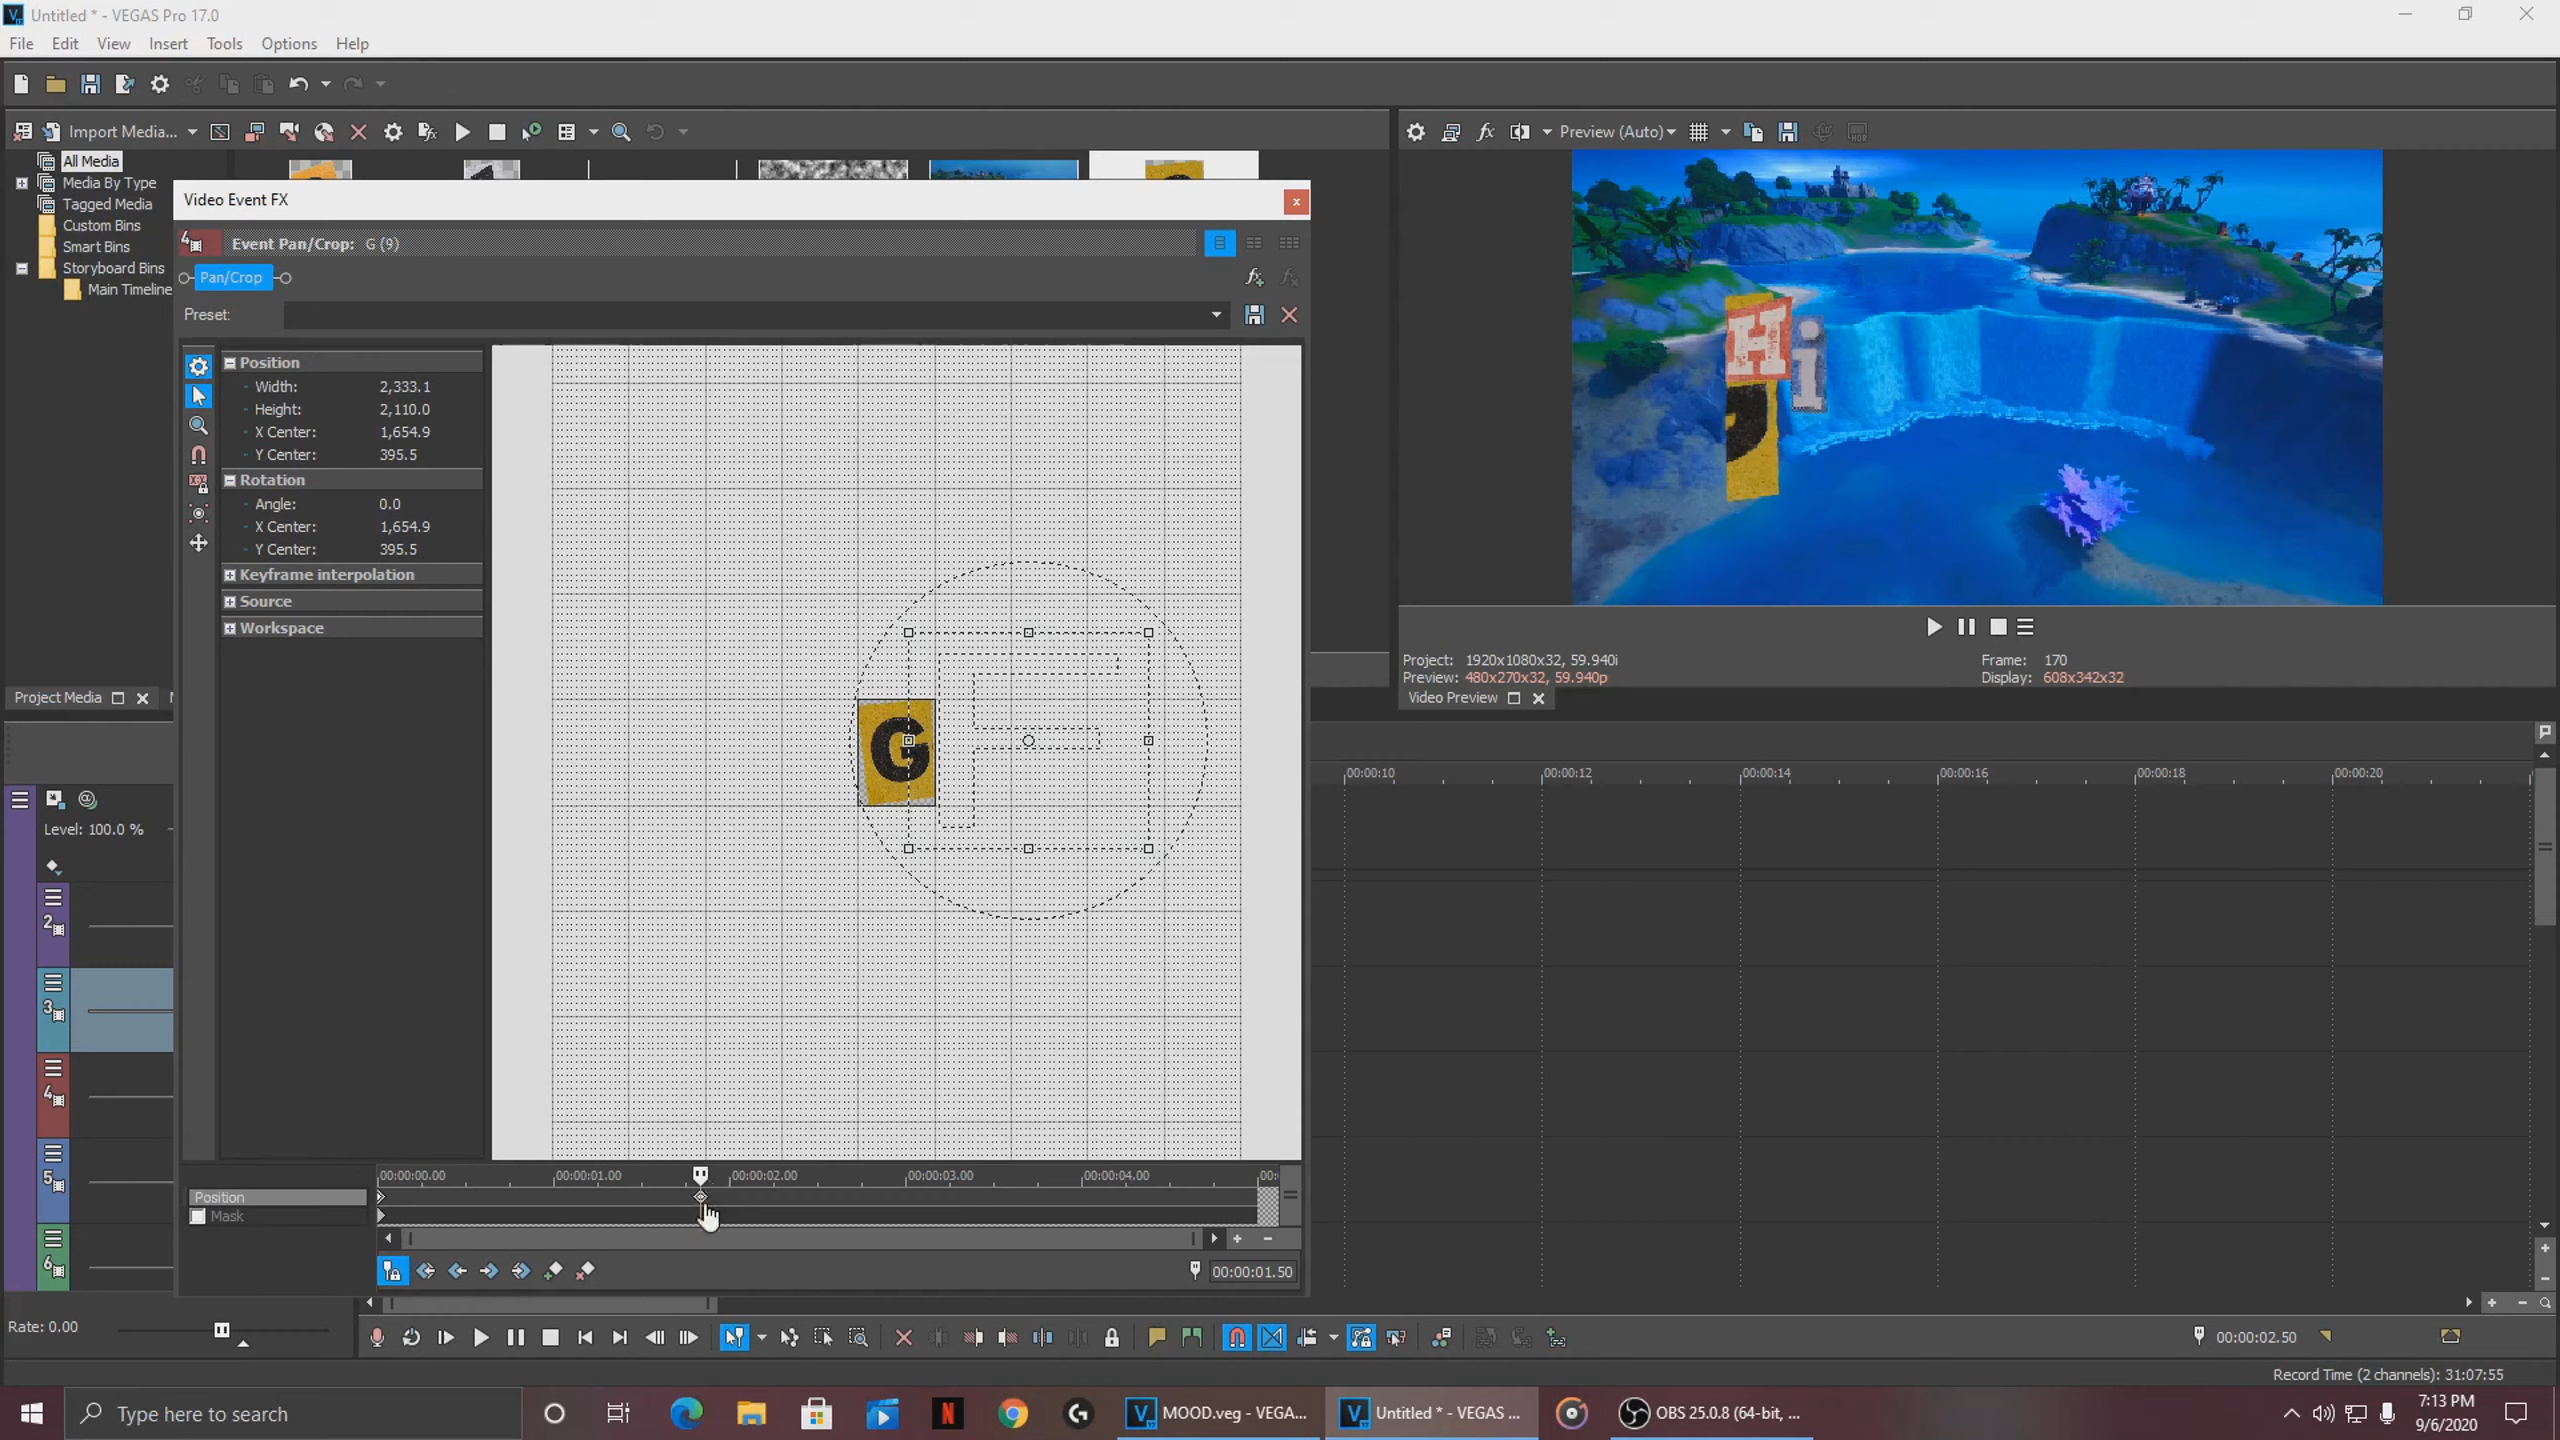 Untitled * - VEGAS Pro 17.0
File Edit View Insert Tools Options Help
Import Media...
Preview (Auto)
All Media
Media By Type
Tagged Media
Custom Bins
Smart Bins
Storyboard Bins
Main Timeline
Video Event FX
Event Pan/Crop: G (9)
Pan/Crop
Preset:
Position
Width: 2,333.1
Height: 2,110.0
X Center: 1,654.9
Y Center: 395.5
Rotation
Angle: 0.0
X Center: 1,654.9
Y Center: 395.5
Keyframe interpolation
Source
Workspace
G
Hi
Project: 1920x1080x32, 59.940i
Preview: 480x270x32, 59.940p
Frame: 170
Display: 608x342x32
Project Media
Video Preview
00:00:10 00:00:12 00:00:14 00:00:16 00:00:18 00:00:20
Level: 100.0 %
2
3
4
5
6
00:00:00.00 00:00:01.00 00:00:02.00 00:00:03.00 00:00:04.00 00:
Position
Mask
00:00:01.50
Rate: 0.00
00:00:02.50
Record Time (2 channels): 31:07:55
Type here to search
MOOD.veg - VEGA...
Untitled * - VEGAS ...
OBS 25.0.8 (64-bit, ...
7:13 PM
9/6/2020